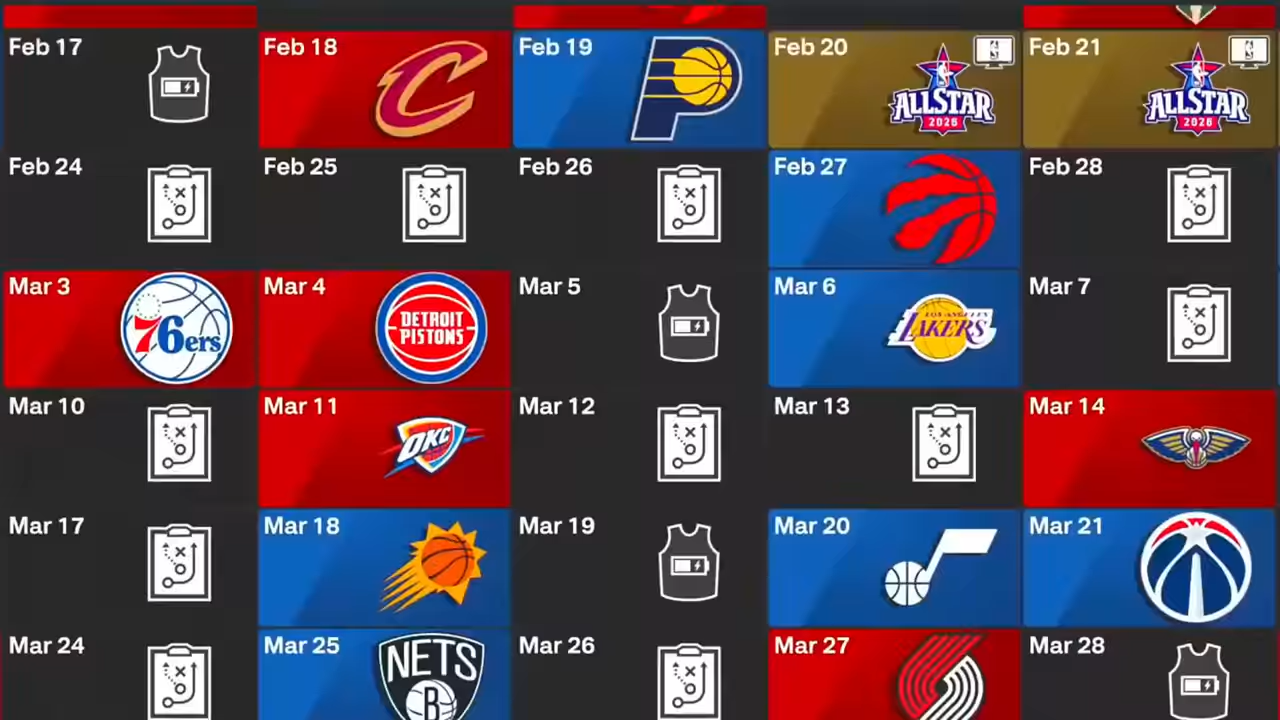 Feb 17
Feb 18
Feb 19
Feb 20
ALLSTAR
2026
Feb 21
ALLSTAR
2026
Feb 24
Feb 25
Feb 26
Feb 27
Feb 28
Mar 3
76ers
Mar 4
DETROIT
PISTONS
Mar 5
Mar 6
LOS ANGELES
LAKERS
Mar 7
Mar 10
Mar 11
OKC
Mar 12
Mar 13
Mar 14
Mar 17
Mar 18
Mar 19
Mar 20
Mar 21
Mar 24
Mar 25
NETS
B
Mar 26
Mar 27
Mar 28